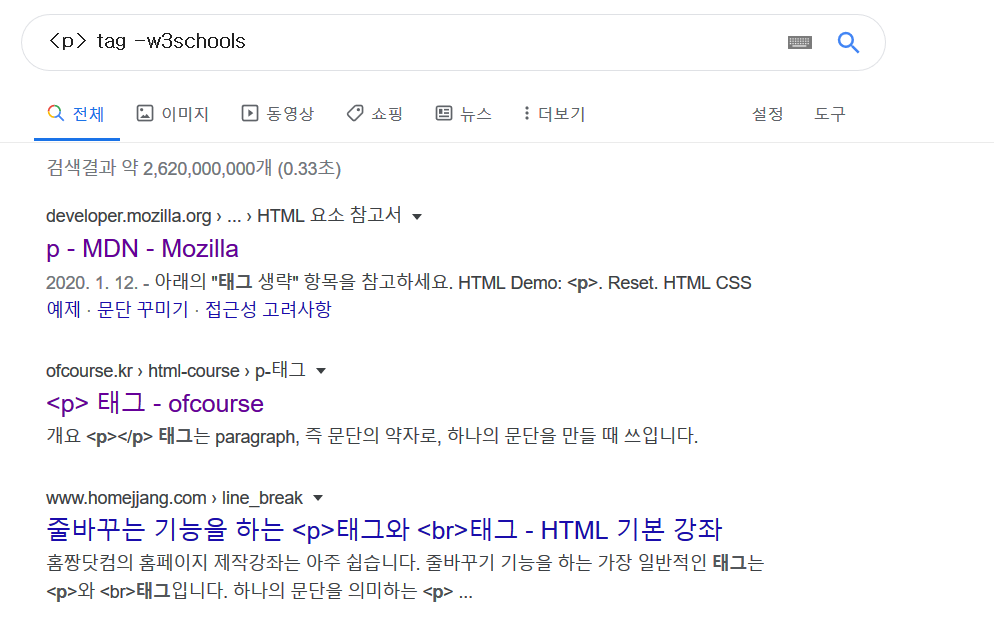 <p> tag -w3schools
전체 이미지 동영상 쇼핑 뉴스 더보기 설정 도구
검색결과 약 2,620,000,000개 (0.33초)
developer.mozilla.org › ... › HTML 요소 참고서
p - MDN - Mozilla
2020. 1. 12. - 아래의 "태그 생략" 항목을 참고하세요. HTML Demo: <p>. Reset. HTML CSS
예제 · 문단 꾸미기 · 접근성 고려사항
ofcourse.kr › html-course › p-태그
<p> 태그 - ofcourse
개요 <p></p> 태그는 paragraph, 즉 문단의 약자로, 하나의 문단을 만들 때 쓰입니다.
www.homejjang.com › line_break
줄바꾸는 기능을 하는 <p>태그와 <br>태그 - HTML 기본 강좌
홈짱닷컴의 홈페이지 제작강좌는 아주 쉽습니다. 줄바꾸기 기능을 하는 가장 일반적인 태그는
<p>와 <br>태그입니다. 하나의 문단을 의미하는 <p> ...